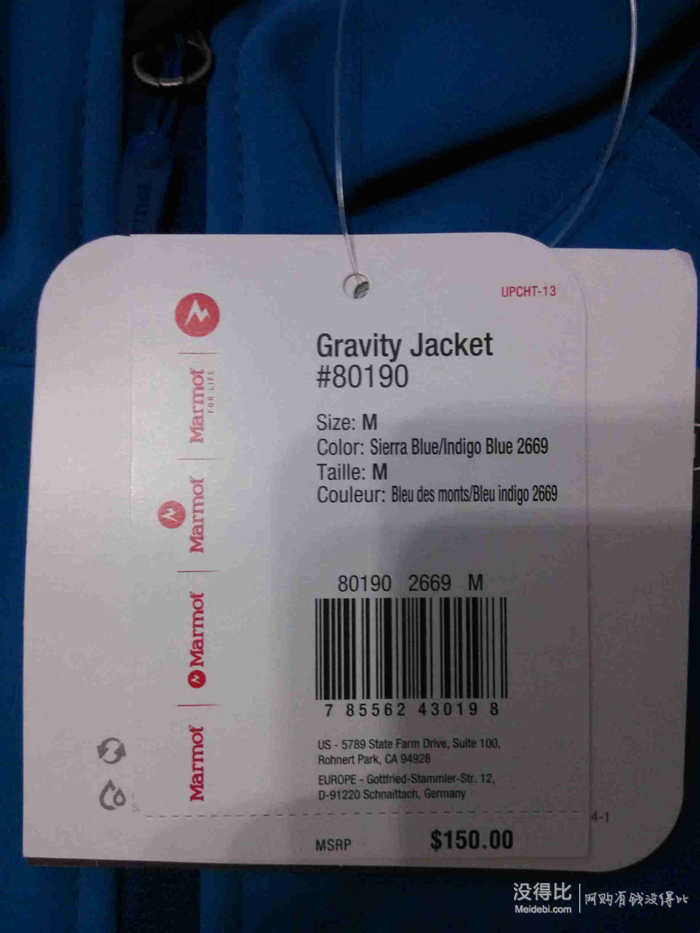 UPCHT-13
Gravity Jacket
#80190
Size: M
Color: Sierra Blue/Indigo Blue 2669
Taille: M
Couleur: Bleu des monts/Bleu indigo 2669
Marmot
FOR LIFE
Marmot
Marmot
Marmot
80190 2669 M
7 85562 43019 8
US - 5789 State Farm Drive, Suite 100,
Rohnert Park, CA 94928
EUROPE - Gottfried-Stammler-Str. 12,
D-91220 Schnaittach, Germany
4-1
MSRP $150.00
没得比
Meidebi.com
网购有钱没得比